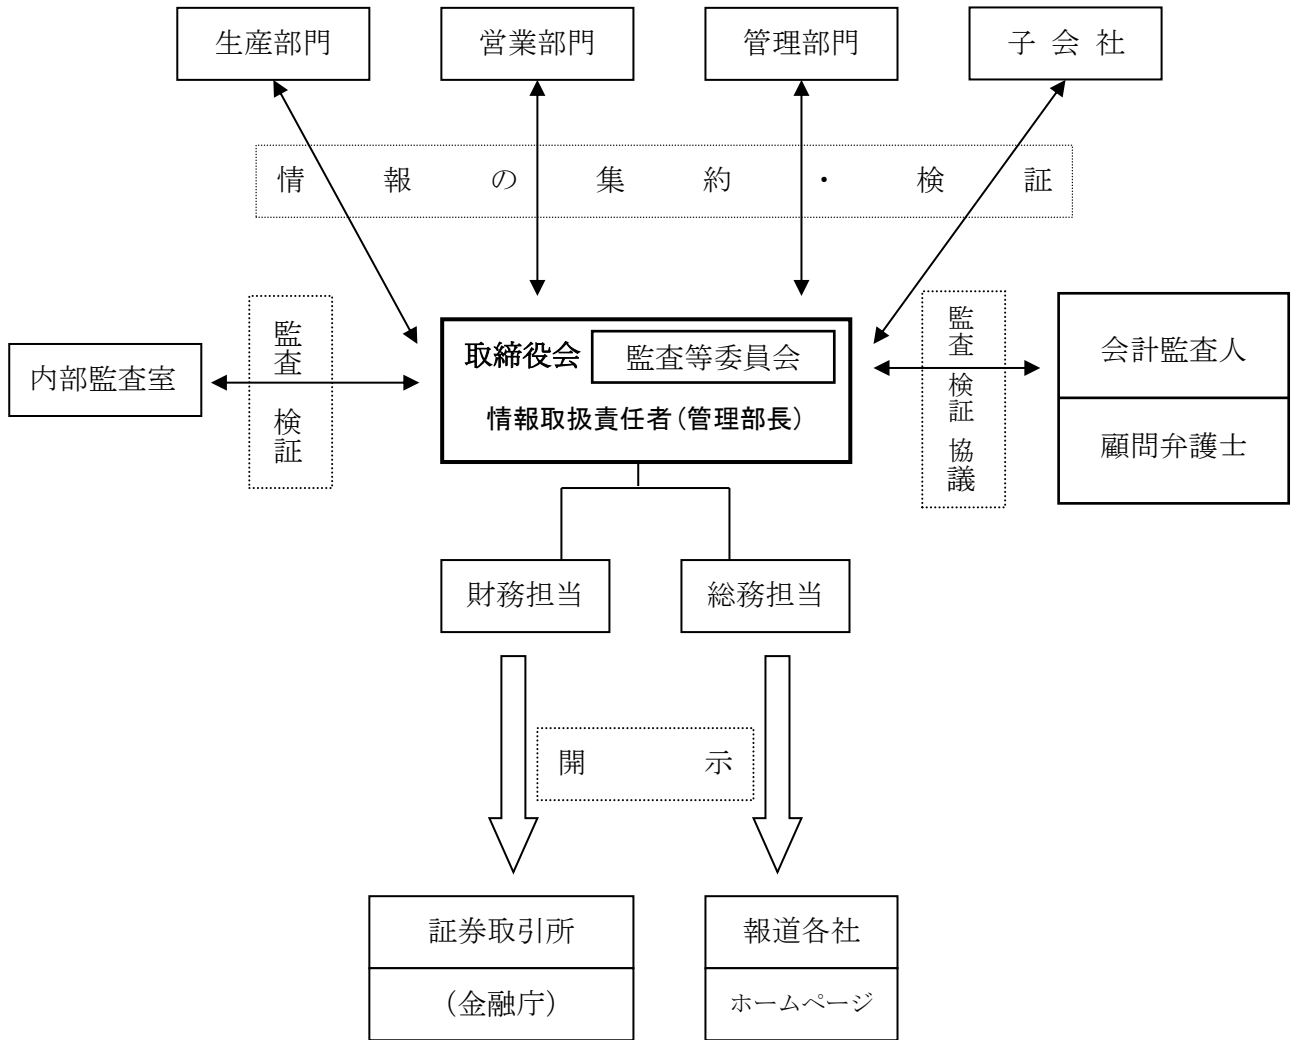 生産部門
営業部門
管理部門
子会社
情報の集約・検証
監査
検証
内部監査室
取締役会
監査等委員会
情報取扱責任者(管理部長)
監査
検証
協議
会計監査人
顧問弁護士
財務担当
総務担当
開示
証券取引所
(金融庁)
報道各社
ホームページ